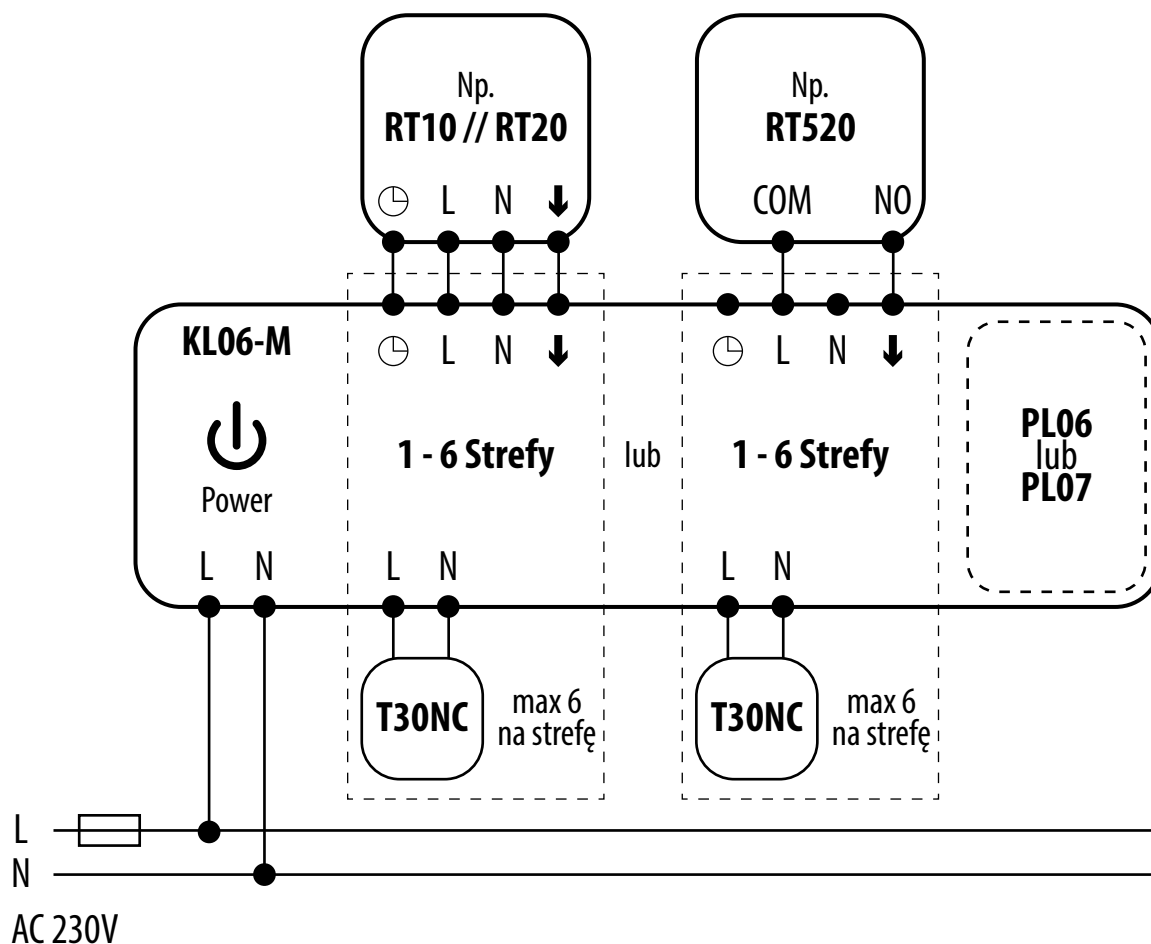 Np.
RT10 // RT20
L N
Np.
RT520
COM NO
KL06-M
Power
L N
L N
1 - 6 Strefy
lub
L N
1 - 6 Strefy
PL06
lub
PL07
L N
L N
T30NC
max 6
na strefę
T30NC
max 6
na strefę
L
N
AC 230V